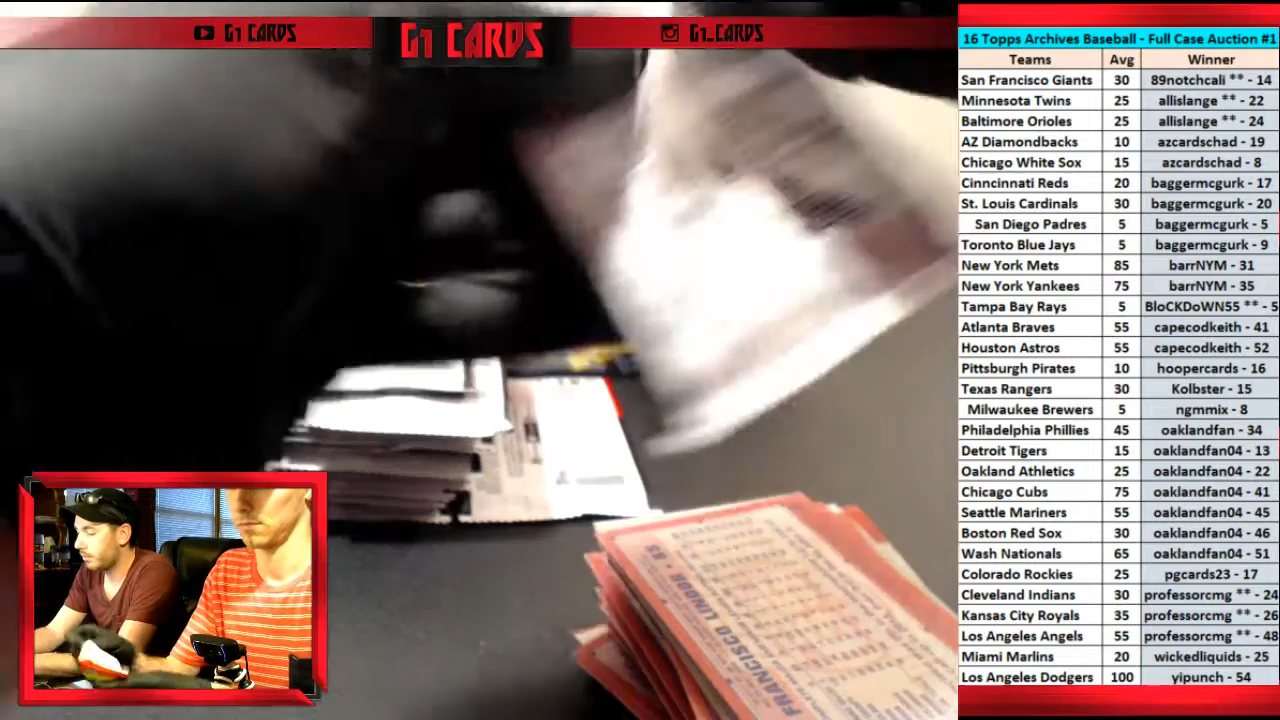 G1 CARDS
G1 CARDS
G1_CARDS
16 Topps Archives Baseball - Full Case Auction #1
Teams Avg Winner
San Francisco Giants 30 89notchcali ** - 14
Minnesota Twins 25 allislange ** - 22
Baltimore Orioles 25 allislange ** - 24
AZ Diamondbacks 10 azcardschad - 19
Chicago White Sox 15 azcardschad - 8
Cinncinnati Reds 20 baggermcgurk - 17
St. Louis Cardinals 30 baggermcgurk - 20
San Diego Padres 5 baggermcgurk - 5
Toronto Blue Jays 5 baggermcgurk - 9
New York Mets 85 barrNYM - 31
New York Yankees 75 barrNYM - 35
Tampa Bay Rays 5 BloCKDoWN55 ** - 5
Atlanta Braves 55 capecodkeith - 41
Houston Astros 55 capecodkeith - 52
Pittsburgh Pirates 10 hoopercards - 16
Texas Rangers 30 Kolbster - 15
Milwaukee Brewers 5 ngmmix - 8
Philadelphia Phillies 45 oaklandfan - 34
Detroit Tigers 15 oaklandfan04 - 13
Oakland Athletics 25 oaklandfan04 - 22
Chicago Cubs 75 oaklandfan04 - 41
Seattle Mariners 55 oaklandfan04 - 45
Boston Red Sox 30 oaklandfan04 - 46
Wash Nationals 65 oaklandfan04 - 51
Colorado Rockies 25 pgcards23 - 17
Cleveland Indians 30 professorcmg ** - 24
Kansas City Royals 35 professorcmg ** - 26
Los Angeles Angels 55 professorcmg ** - 48
Miami Marlins 20 wickedliquids - 25
Los Angeles Dodgers 100 yipunch - 54
FRANCISCO LINDOR